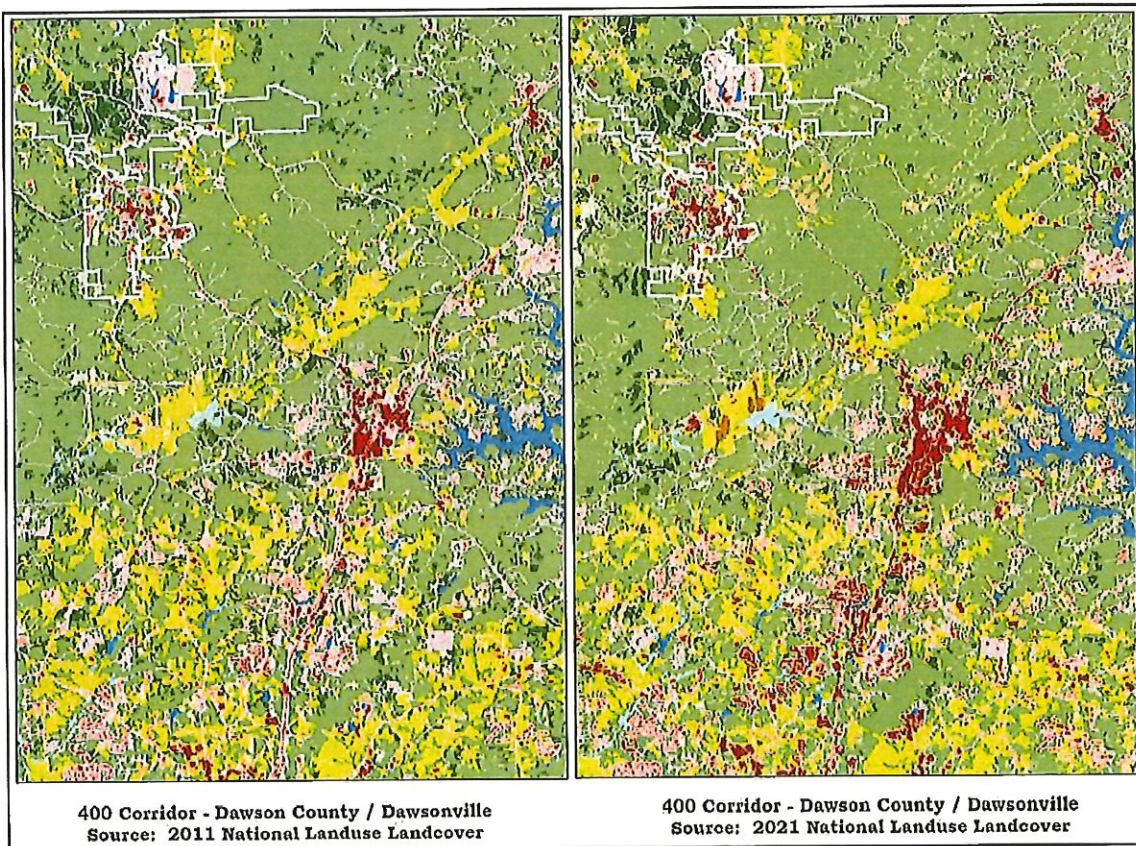 400 Corridor - Dawson County / Dawsonville
Source: 2011 National Landuse Landcover
400 Corridor - Dawson County / Dawsonville
Source: 2021 National Landuse Landcover